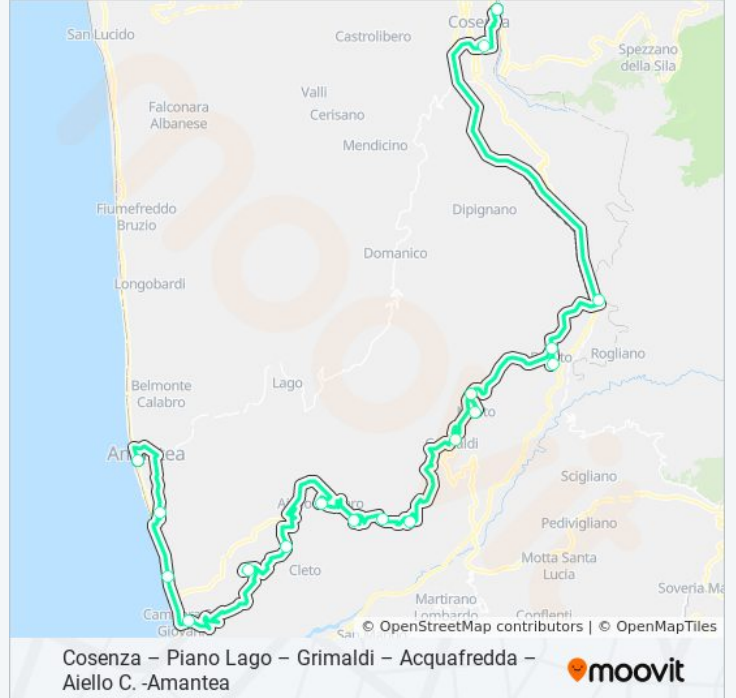 San Lucido
Castrolibero
Spezzano
della Sila
Valli
Falconara
Albanese
Cerisano
Mendicino
Fiumefreddo
Bruzio
Dipignano
Domanico
Longobardi
Rogliano
Belmonte
Calabro
Lago
Scigliano
Pedivigliano
Cleto
Motta Santa
Lucia
Martirano
Lombardo
Conflenti
© OpenStreetMap contributors | © OpenMapTiles
Cosenza – Piano Lago – Grimaldi – Acquafredda –
Aiello C. -Amantea
moovit